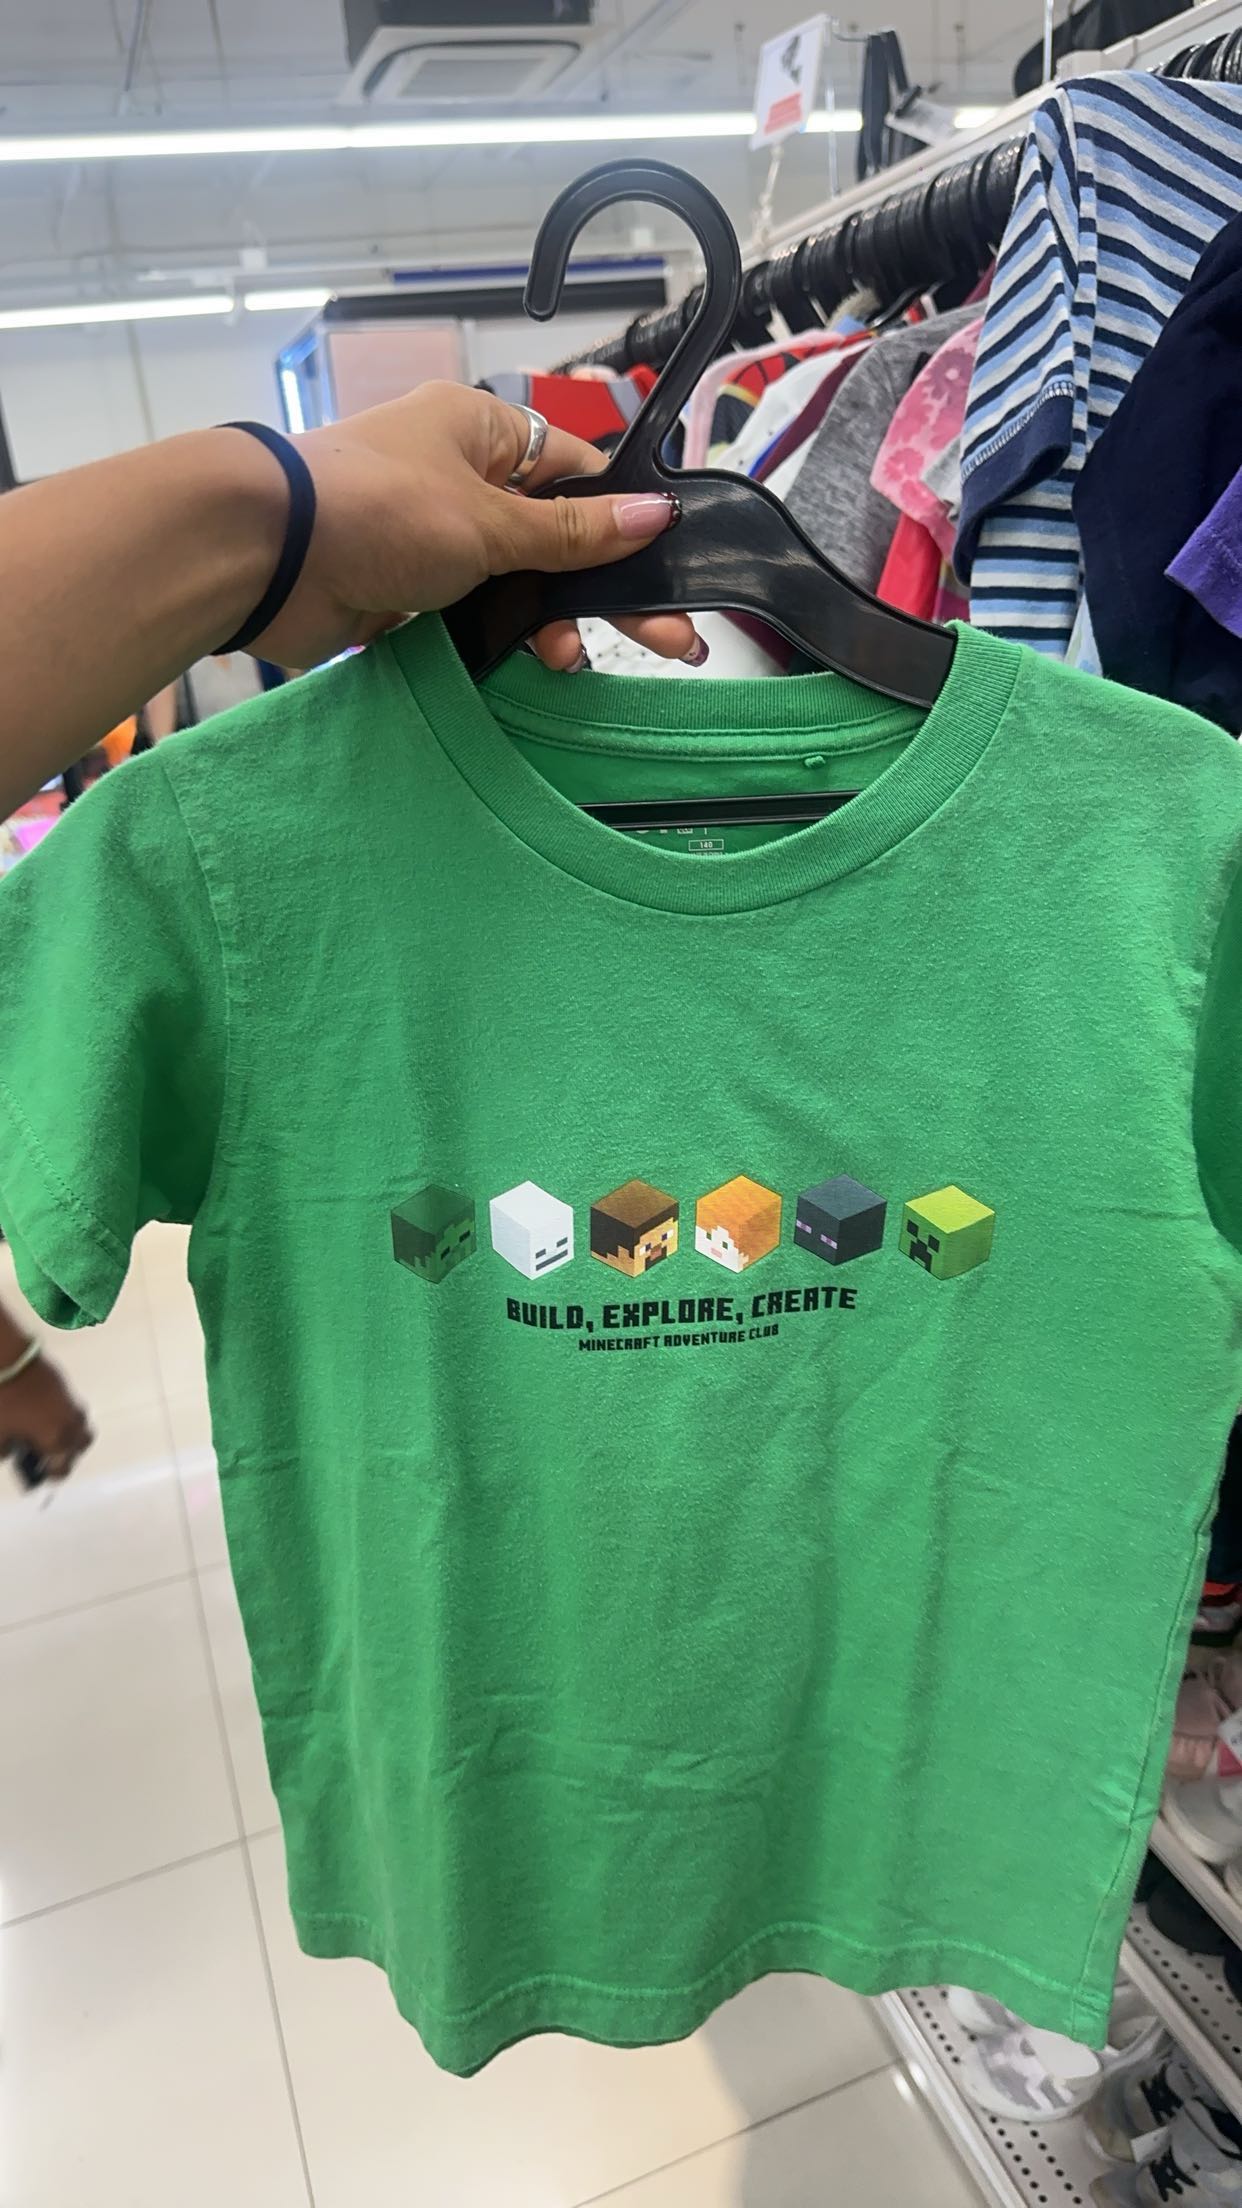 140
BUILD, EXPLORE, CREATE
MINECRAFT ADVENTURE CLUB